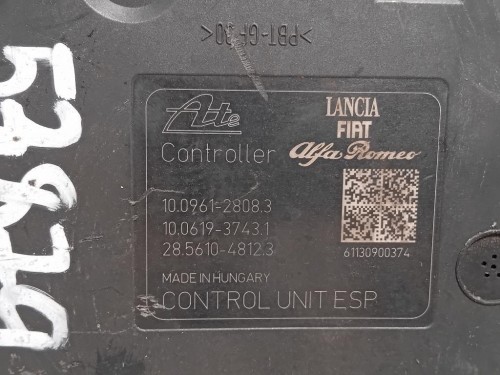 >PBT-GF30<
Ate
LANCIA
FIAT
Alfa Romeo
Controller
10.0961-2808.3
10.0619-3743.1
28.5610-4812.3
61130900374
MADE IN HUNGARY
CONTROL UNIT ESP